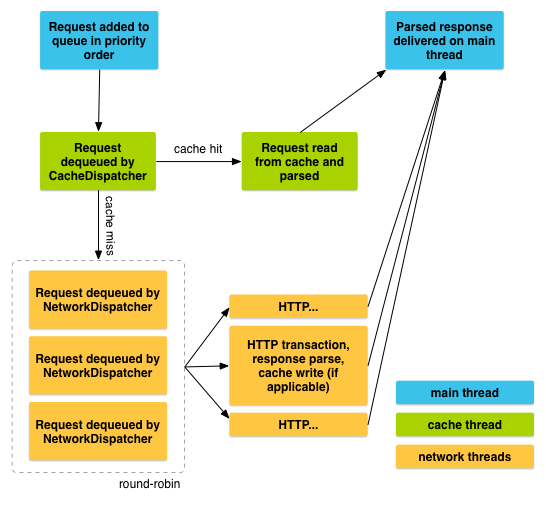 Request added to
queue in priority
order
Parsed response
delivered on main
thread
Request
dequeued by
CacheDispatcher
cache hit
Request read
from cache and
parsed
cache miss
Request dequeued by
NetworkDispatcher
Request dequeued by
NetworkDispatcher
Request dequeued by
NetworkDispatcher
round-robin
HTTP...
HTTP transaction,
response parse,
cache write (if
applicable)
HTTP...
main thread
cache thread
network threads